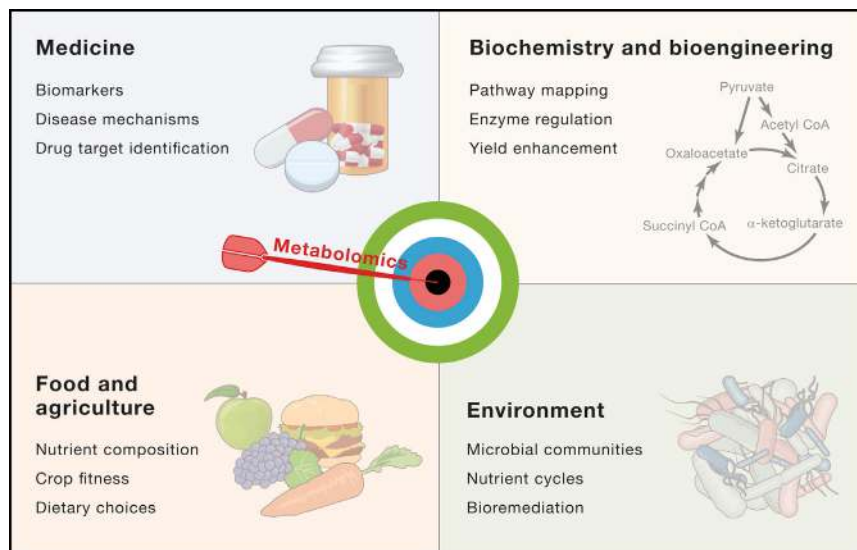 Medicine
Biomarkers
Disease mechanisms
Drug target identification
Biochemistry and bioengineering
Pathway mapping
Enzyme regulation
Yield enhancement
Pyruvate
Acetyl CoA
Oxaloacetate
Citrate
Succinyl CoA
α-ketoglutarate
Metabolomics
Food and
agriculture
Nutrient composition
Crop fitness
Dietary choices
Environment
Microbial communities
Nutrient cycles
Bioremediation